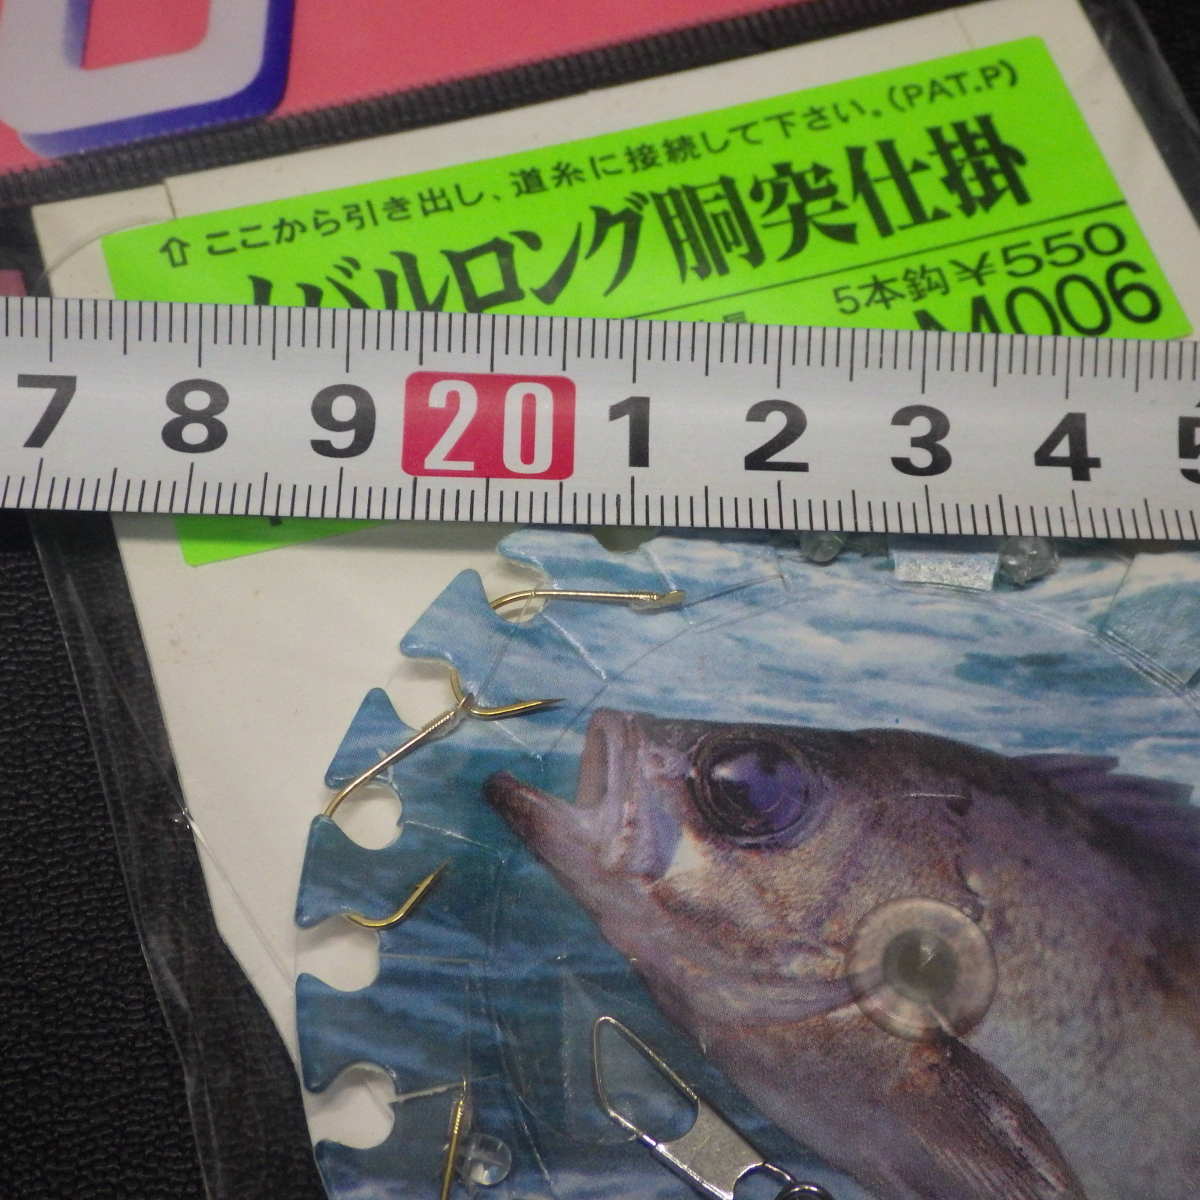 ⇧ここから引き出し、道糸に接続して下さい。(PAT.P)
バルロング胴突仕掛
5本鈎¥550
M006
7 8 9 20 1 2 3 4 5